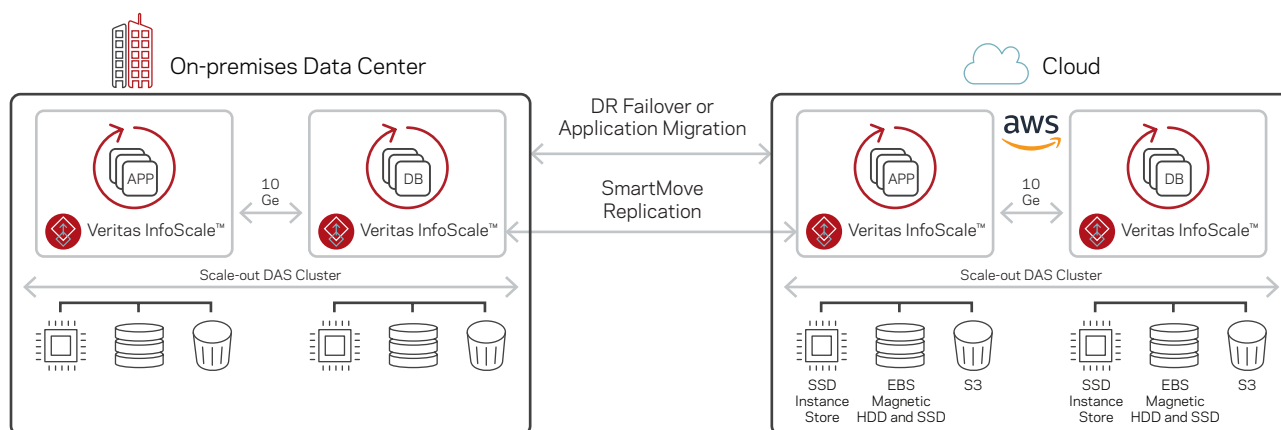 On-premises Data Center
Cloud
DR Failover or
Application Migration
SmartMove
Replication
APP
Veritas InfoScale™
10
Ge
DB
Veritas InfoScale™
Scale-out DAS Cluster
aws
APP
Veritas InfoScale™
10
Ge
DB
Veritas InfoScale™
Scale-out DAS Cluster
SSD
Instance
Store
EBS
Magnetic
HDD and SSD
S3
SSD
Instance
Store
EBS
Magnetic
HDD and SSD
S3